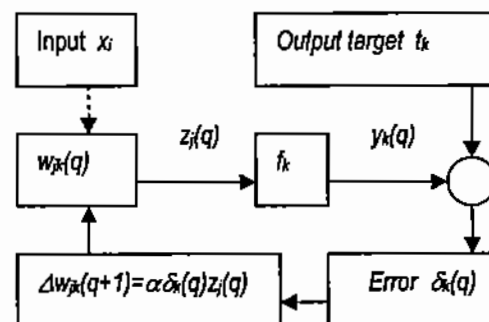 Input xi
Output target tk
zj(q)
yk(q)
wjk(q)
fk
Δwjk(q+1)=αδk(q)zj(q)
Error δk(q)